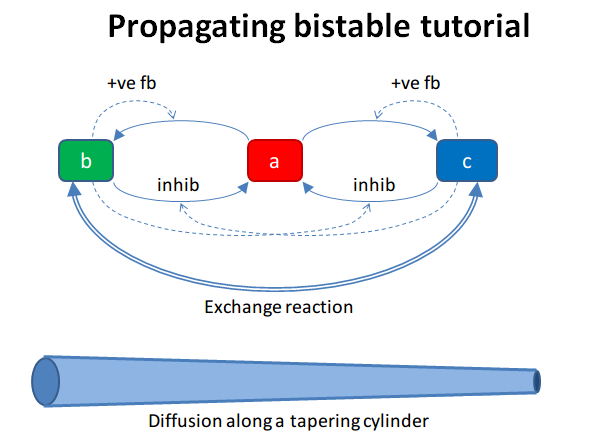 Propagating bistable tutorial
+ve fb
+ve fb
b
a
c
inhib
inhib
Exchange reaction
Diffusion along a tapering cylinder